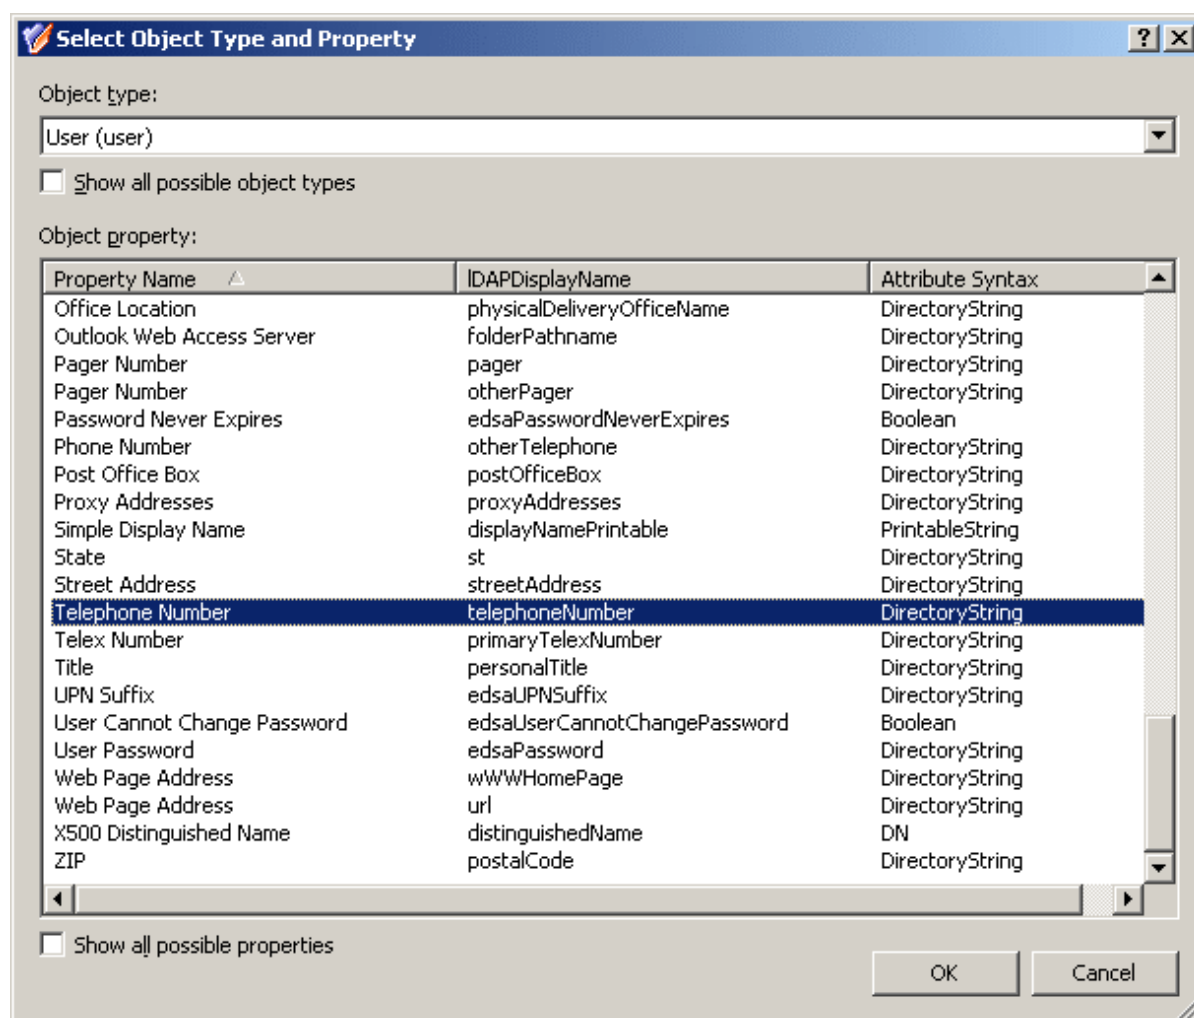 Select Object Type and Property
Object type:
User (user)
Show all possible object types
Object property:
Property Name lDAPDisplayName Attribute Syntax
Office Location physicalDeliveryOfficeName DirectoryString
Outlook Web Access Server folderPathname DirectoryString
Pager Number pager DirectoryString
Pager Number otherPager DirectoryString
Password Never Expires edsaPasswordNeverExpires Boolean
Phone Number otherTelephone DirectoryString
Post Office Box postOfficeBox DirectoryString
Proxy Addresses proxyAddresses DirectoryString
Simple Display Name displayNamePrintable PrintableString
State st DirectoryString
Street Address streetAddress DirectoryString
Telephone Number telephoneNumber DirectoryString
Telex Number primaryTelexNumber DirectoryString
Title personalTitle DirectoryString
UPN Suffix edsaUPNSuffix DirectoryString
User Cannot Change Password edsaUserCannotChangePassword Boolean
User Password edsaPassword DirectoryString
Web Page Address wWWHomePage DirectoryString
Web Page Address url DirectoryString
X500 Distinguished Name distinguishedName DN
ZIP postalCode DirectoryString
Show all possible properties
OK Cancel